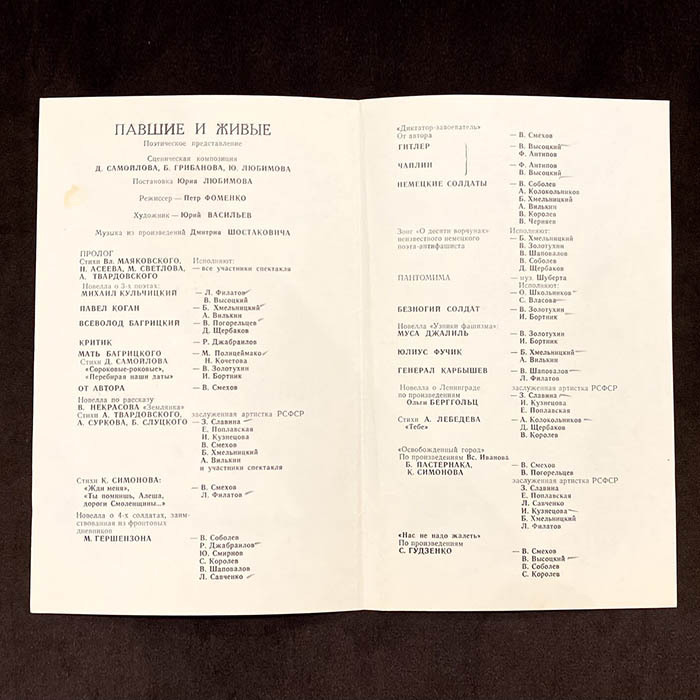 ПАВШИЕ И ЖИВЫЕ
Поэтическое представление
Сценическая композиция
Д. САМОЙЛОВА, Б. ГРИБАНОВА, Ю. ЛЮБИМОВА
Постановка Юрия ЛЮБИМОВА
Режиссер — Петр ФОМЕНКО
Художник — Юрий ВАСИЛЬЕВ
Музыка из произведений Дмитрия ШОСТАКОВИЧА
ПРОЛОГ
Стихи Вл. МАЯКОВСКОГО, Исполняют:
Н. АСЕЕВА, М. СВЕТЛОВА, — все участники спектакля
А. ТВАРДОВСКОГО
Новелла о 3-х поэтах:
МИХАИЛ КУЛЬЧИЦКИЙ — Л. Филатов
В. Высоцкий
ПАВЕЛ КОГАН — Б. Хмельницкий
А. Вилькин
ВСЕВОЛОД БАГРИЦКИЙ — В. Погорельцев
Д. Щербаков
КРИТИК — Р. Джабраилов
МАТЬ БАГРИЦКОГО — М. Полицеймако
Стихи Д. САМОЙЛОВА Н. Кочетова
«Сороковые-роковые», — В. Золотухин
«Перебирая наши даты» И. Бортник
ОТ АВТОРА — В. Смехов
Новелла по рассказу
В. НЕКРАСОВА «Землянка»
Стихи А. ТВАРДОВСКОГО, заслуженная артистка РСФСР
А. СУРКОВА, Б. СЛУЦКОГО — З. Славина
Е. Поплавская
И. Кузнецова
В. Смехов
Б. Хмельницкий
А. Вилькин
и участники спектакля
Стихи К. СИМОНОВА:
«Жди меня», — В. Смехов
«Ты помнишь, Алеша, Л. Филатов
дороги Смоленщины...»
Новелла о 4-х солдатах, заим-
ствованная из фронтовых
дневников
М. ГЕРШЕНЗОНА — В. Соболев
Р. Джабраилов
Ю. Смирнов
С. Королев
В. Шаповалов
Л. Савченко
«Диктатор-завоеватель»
От автора — В. Смехов
ГИТЛЕР — В. Высоцкий
Ф. Антипов
ЧАПЛИН — Ф. Антипов
В. Высоцкий
НЕМЕЦКИЕ СОЛДАТЫ — В. Соболев
А. Колокольников
Б. Хмельницкий
А. Вилькин
В. Королев
В. Черняев
Зонг «О десяти ворчунах» Исполняют:
неизвестного немецкого — Б. Хмельницкий
поэта-антифашиста В. Золотухин
В. Шаповалов
В. Соболев
Д. Щербаков
ПАНТОМИМА — муз. Шуберта
Исполняют:
О. Школьников
С. Власова
БЕЗНОГИЙ СОЛДАТ — В. Золотухин
И. Бортник
Новелла «Узники фашизма»:
МУСА ДЖАЛИЛЬ — В. Золотухин
И. Бортник
ЮЛИУС ФУЧИК — Б. Хмельницкий
А. Вилькин
ГЕНЕРАЛ КАРБЫШЕВ — В. Шаповалов
Л. Филатов
Новелла о Ленинграде заслуженная артистка РСФСР
по произведениям — З. Славина
Ольги БЕРГГОЛЬЦ И. Кузнецова
Е. Поплавская
Стихи А. ЛЕБЕДЕВА — А. Колокольников
«Тебе» Д. Щербаков
В. Королев
«Освобожденный город»
По произведениям Вс. Иванова
Б. ПАСТЕРНАКА, — В. Смехов
К. СИМОНОВА В. Погорельцев
заслуженная артистка РСФСР
З. Славина
Е. Поплавская
Л. Савченко
И. Кузнецова
Б. Хмельницкий
Л. Филатов
«Нас не надо жалеть»
По произведениям — В. Смехов
С. ГУДЗЕНКО В. Высоцкий
В. Соболев
С. Королев